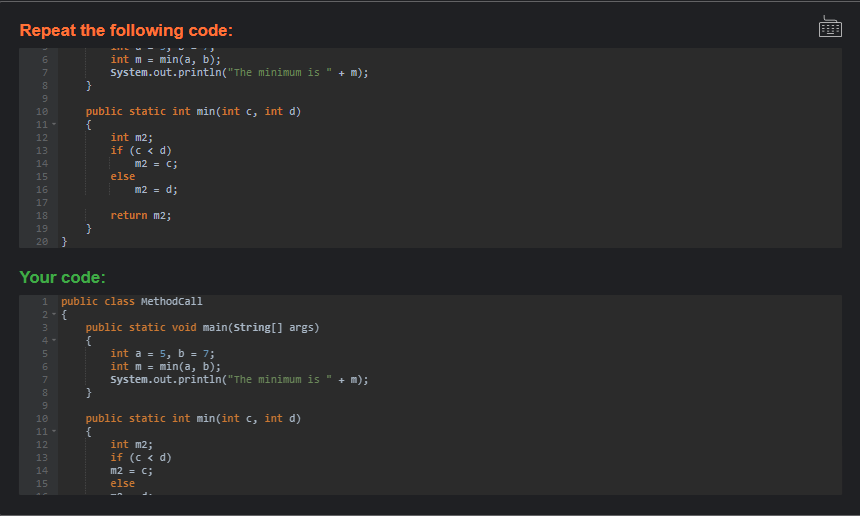 Repeat the following code:
6 int m = min(a, b);
7 System.out.println("The minimum is " + m);
8 }
9
10 public static int min(int c, int d)
11 {
12 int m2;
13 if (c < d)
14 m2 = c;
15 else
16 m2 = d;
17
18 return m2;
19 }
20 }
Your code:
1 public class MethodCall
2 {
3 public static void main(String[] args)
4 {
5 int a = 5, b = 7;
6 int m = min(a, b);
7 System.out.println("The minimum is " + m);
8 }
9
10 public static int min(int c, int d)
11 {
12 int m2;
13 if (c < d)
14 m2 = c;
15 else